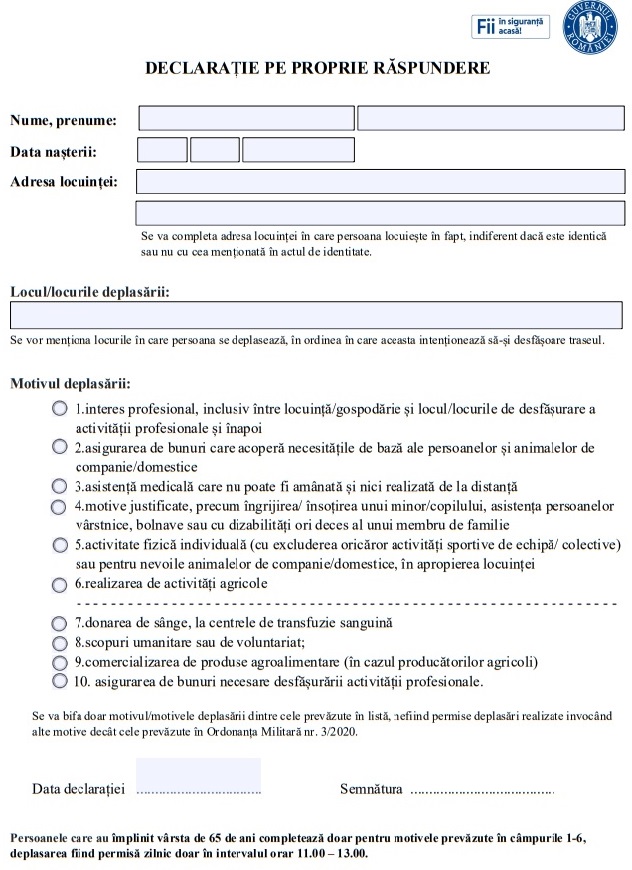 Fii în siguranță
acasă!
GUVERNUL
ROMÂNIEI
DECLARAȚIE PE PROPRIE RĂSPUNDERE
Nume, prenume:
Data nașterii:
Adresa locuinței:
Se va completa adresa locuinței în care persoana locuiește în fapt, indiferent dacă este identică
sau nu cu cea menționată în actul de identitate.
Locul/locurile deplasării:
Se vor menționa locurile în care persoana se deplasează, în ordinea în care aceasta intenționează să-și desfășoare traseul.
Motivul deplasării:
1.interes profesional, inclusiv între locuință/gospodărie și locul/locurile de desfășurare a
activității profesionale și înapoi
2.asigurarea de bunuri care acoperă necesitățile de bază ale persoanelor și animalelor de
companie/domestice
3.asistență medicală care nu poate fi amânată și nici realizată de la distanță
4.motive justificate, precum îngrijirea/ însoțirea unui minor/copilului, asistența persoanelor
vârstnice, bolnave sau cu dizabilități ori deces al unui membru de familie
5.activitate fizică individuală (cu excluderea oricăror activități sportive de echipă/ colective)
sau pentru nevoile animalelor de companie/domestice, în apropierea locuinței
6.realizarea de activități agricole
7.donarea de sânge, la centrele de transfuzie sanguină
8.scopuri umanitare sau de voluntariat;
9.comercializarea de produse agroalimentare (în cazul producătorilor agricoli)
10. asigurarea de bunuri necesare desfășurării activității profesionale.
Se va bifa doar motivul/motivele deplasării dintre cele prevăzute în listă, nefiind permise deplasări realizate invocând
alte motive decât cele prevăzute în Ordonanța Militară nr. 3/2020.
Data declarației ................................ Semnătura .....................................
Persoanele care au împlinit vârsta de 65 de ani completează doar pentru motivele prevăzute în câmpurile 1-6,
deplasarea fiind permisă zilnic doar în intervalul orar 11.00 – 13.00.